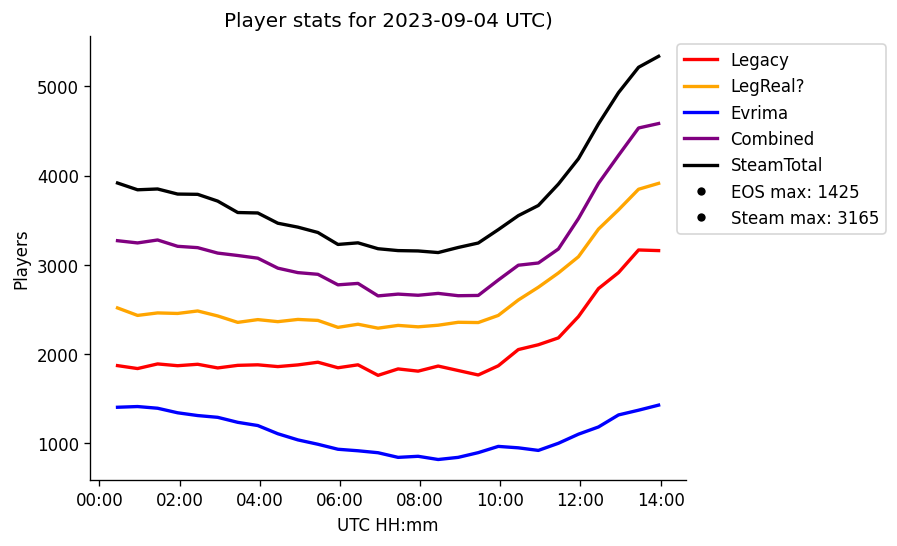 Player stats for 2023-09-04 UTC)
Players
5000
4000
3000
2000
1000
00:00 02:00 04:00 06:00 08:00 10:00 12:00 14:00
UTC HH:mm
Legacy
LegReal?
Evrima
Combined
SteamTotal
EOS max: 1425
Steam max: 3165